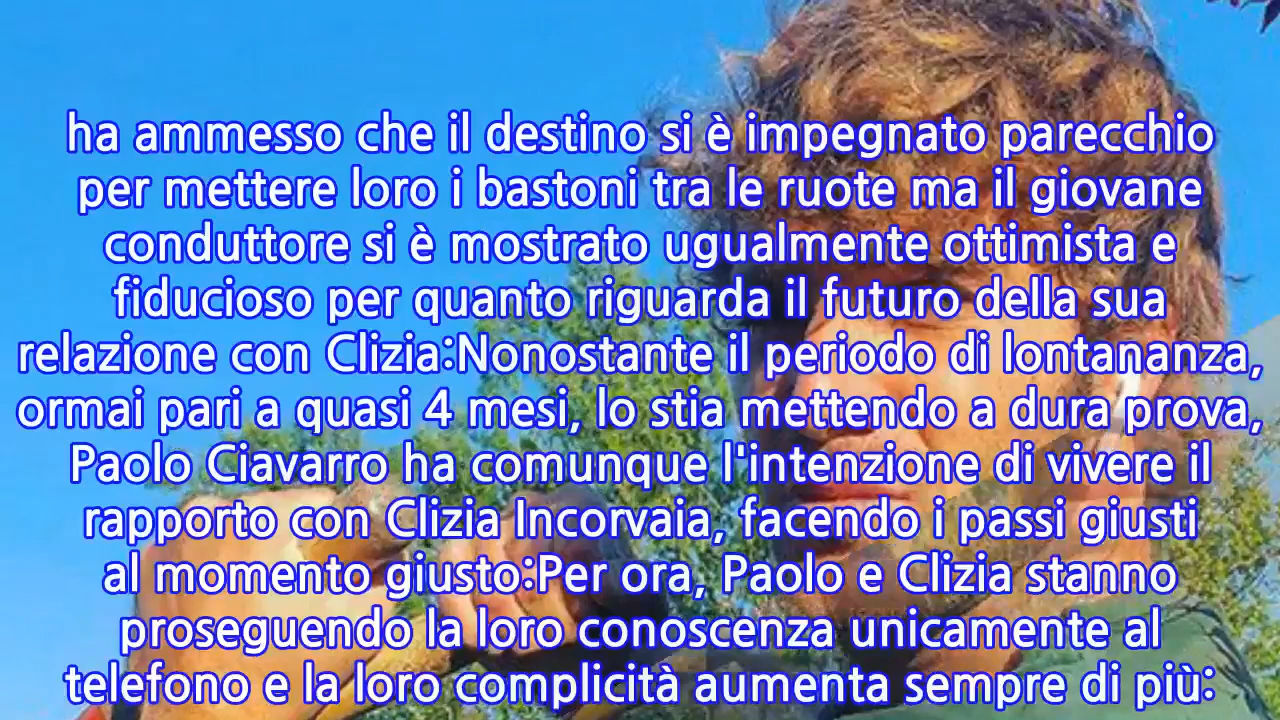 ha ammesso che il destino si è impegnato parecchio
per mettere loro i bastoni tra le ruote ma il giovane
conduttore si è mostrato ugualmente ottimista e
fiducioso per quanto riguarda il futuro della sua
relazione con Clizia:Nonostante il periodo di lontananza,
ormai pari a quasi 4 mesi, lo stia mettendo a dura prova,
Paolo Ciavarro ha comunque l'intenzione di vivere il
rapporto con Clizia Incorvaia, facendo i passi giusti
al momento giusto:Per ora, Paolo e Clizia stanno
proseguendo la loro conoscenza unicamente al
telefono e la loro complicità aumenta sempre di più: